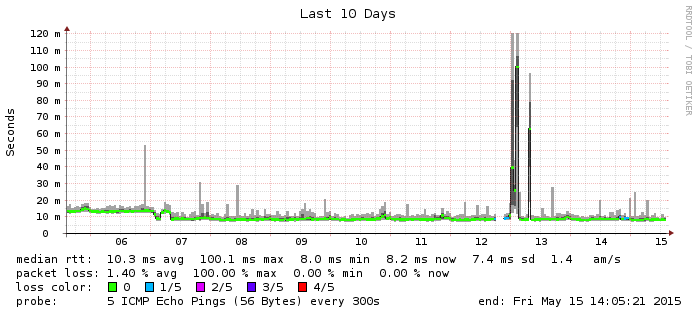 Last 10 Days
RRDTOOL / TOBI OETIKER
Seconds
120 m
110 m
100 m
90 m
80 m
70 m
60 m
50 m
40 m
30 m
20 m
10 m
0
06 07 08 09 10 11 12 13 14 15
median rtt: 10.3 ms avg 100.1 ms max 8.0 ms min 8.2 ms now 7.4 ms sd 1.4 am/s
packet loss: 1.40 % avg 100.00 % max 0.00 % min 0.00 % now
loss color: 0 1/5 2/5 3/5 4/5
probe: 5 ICMP Echo Pings (56 Bytes) every 300s end: Fri May 15 14:05:21 2015